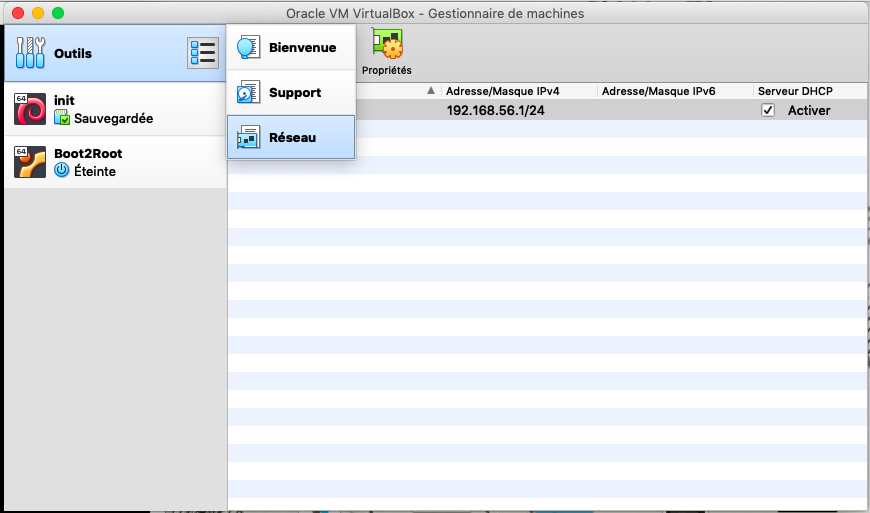 Oracle VM VirtualBox - Gestionnaire de machines
Outils
64
init
Sauvegardée
64
Boot2Root
Éteinte
Bienvenue
Support
Réseau
Propriétés
Adresse/Masque IPv4
Adresse/Masque IPv6
Serveur DHCP
192.168.56.1/24
Activer